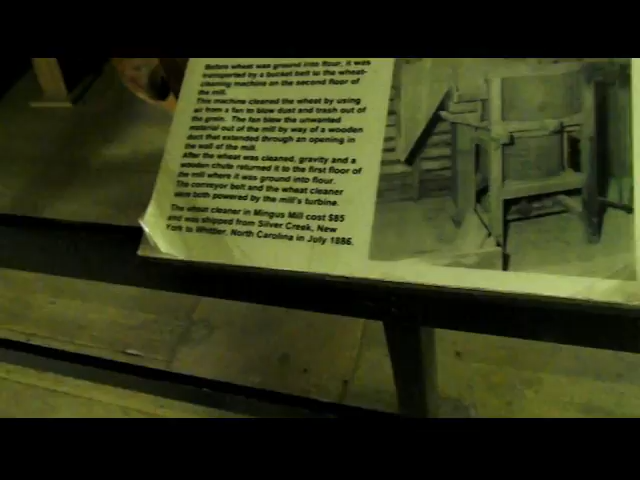 Before wheat was ground into flour, it was
transported by a bucket belt to the wheat-
cleaning machine on the second floor of
the mill.
This machine cleaned the wheat by using
air from a fan to blow dust and trash out of
the grain. The fan blew the unwanted
material out of the mill by way of a wooden
duct that extended through an opening in
the wall of the mill.
After the wheat was cleaned, gravity and a
wooden chute returned it to the first floor of
the mill where it was ground into flour.
The conveyor belt and the wheat cleaner
were both powered by the mill's turbine.
The wheat cleaner in Mingus Mill cost $85
and was shipped from Silver Creek, New
York to Whittier, North Carolina in July 1886.